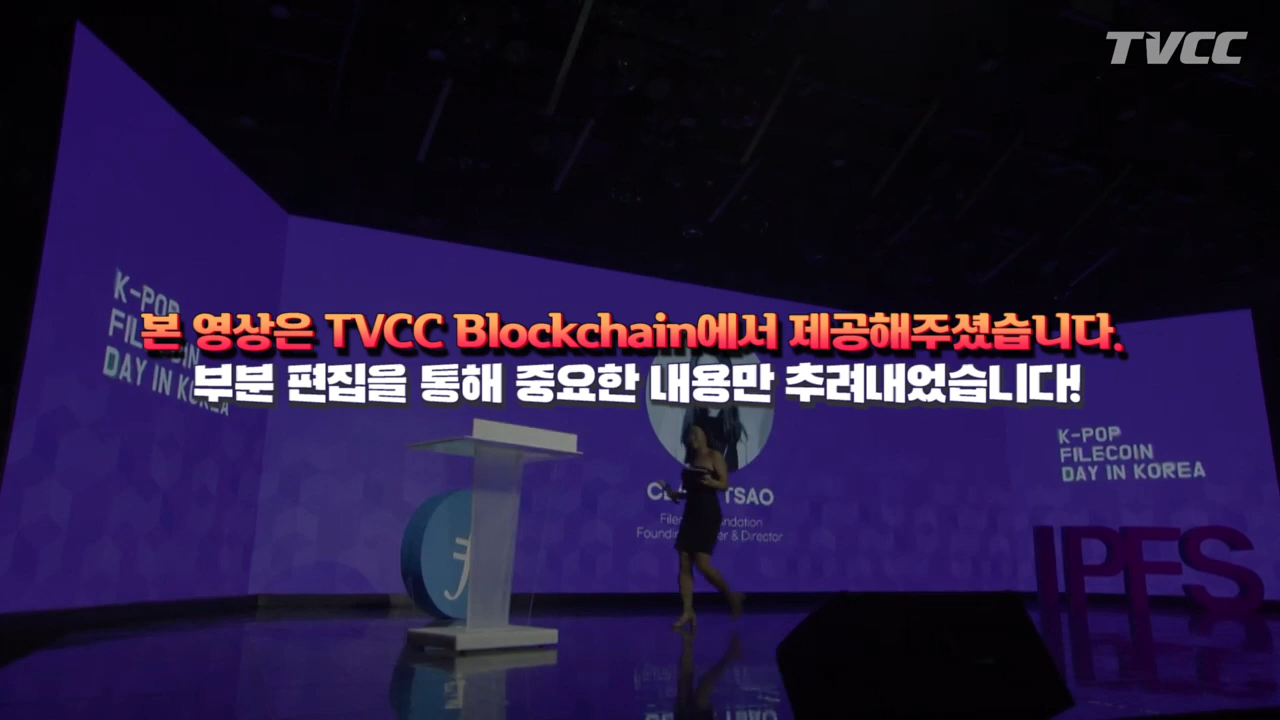 TVCC
K-POP
FILECOIN
DAY IN KOREA
본 영상은 TVCC Blockchain에서 제공해주셨습니다.
부분 편집을 통해 중요한 내용만 추려내었습니다!
TSAO
Foundation
Director
K-POP
FILECOIN
DAY IN KOREA
IPFS